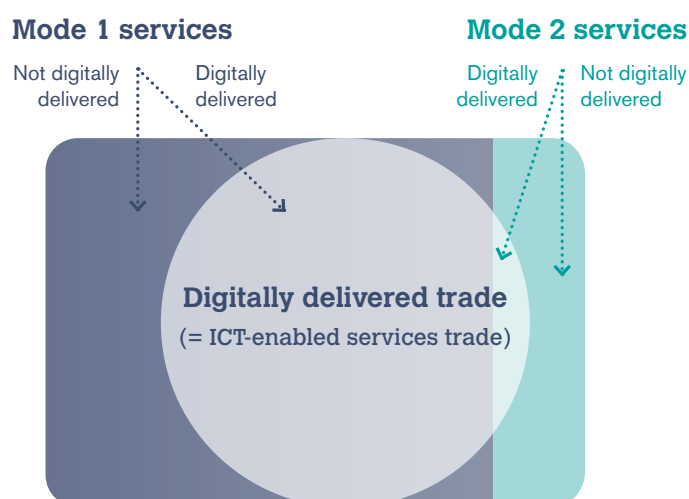 Mode 1 services
Mode 2 services
Not digitally
delivered
Digitally
delivered
Digitally
delivered
Not digitally
delivered
Digitally delivered trade
(= ICT-enabled services trade)